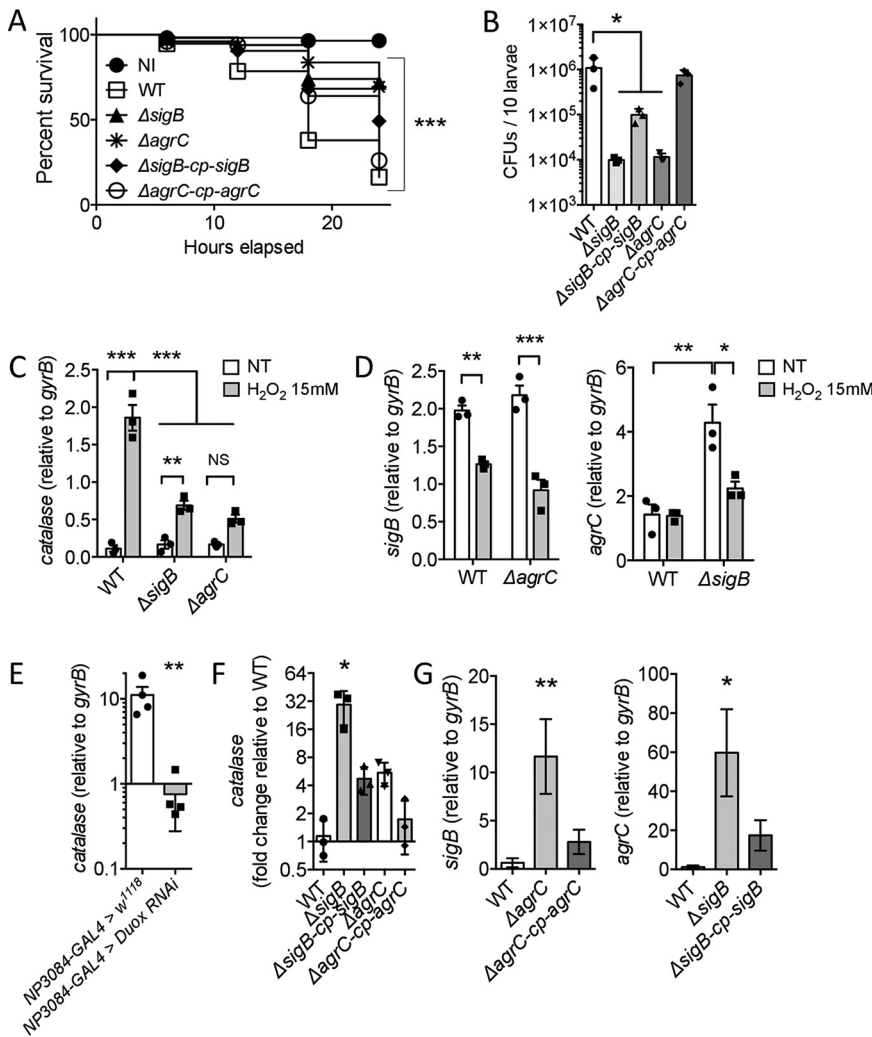 A
Percent survival
100
50
0
NI
WT
ΔsigB
ΔagrC
ΔsigB-cp-sigB
ΔagrC-cp-agrC
***
0
10
20
Hours elapsed
B
CFUs / 10 larvae
1×10⁷
1×10⁶
1×10⁵
1×10⁴
1×10³
*
WT
ΔsigB
ΔsigB-cp-sigB
ΔagrC
ΔagrC-cp-agrC
C
catalase (relative to gyrB)
2.5
2.0
1.5
1.0
0.5
0.0
***
***
**
NS
NT
H₂O₂ 15mM
WT
ΔsigB
ΔagrC
D
sigB (relative to gyrB)
2.5
2.0
1.5
1.0
0.5
0.0
**
***
WT
ΔagrC
agrC (relative to gyrB)
6
4
2
0
**
*
NT
H₂O₂ 15mM
WT
ΔsigB
E
catalase (relative to gyrB)
10
1
0.1
**
NP3084-GAL4 > w¹¹¹⁸
NP3084-GAL4 > Duox RNAi
F
catalase
(fold change relative to WT)
64
32
16
8
4
2
1
0.5
*
WT
ΔsigB
ΔsigB-cp-sigB
ΔagrC
ΔagrC-cp-agrC
G
sigB (relative to gyrB)
20
15
10
5
0
**
WT
ΔagrC
ΔagrC-cp-agrC
agrC (relative to gyrB)
100
80
60
40
20
0
*
WT
ΔsigB
ΔsigB-cp-sigB